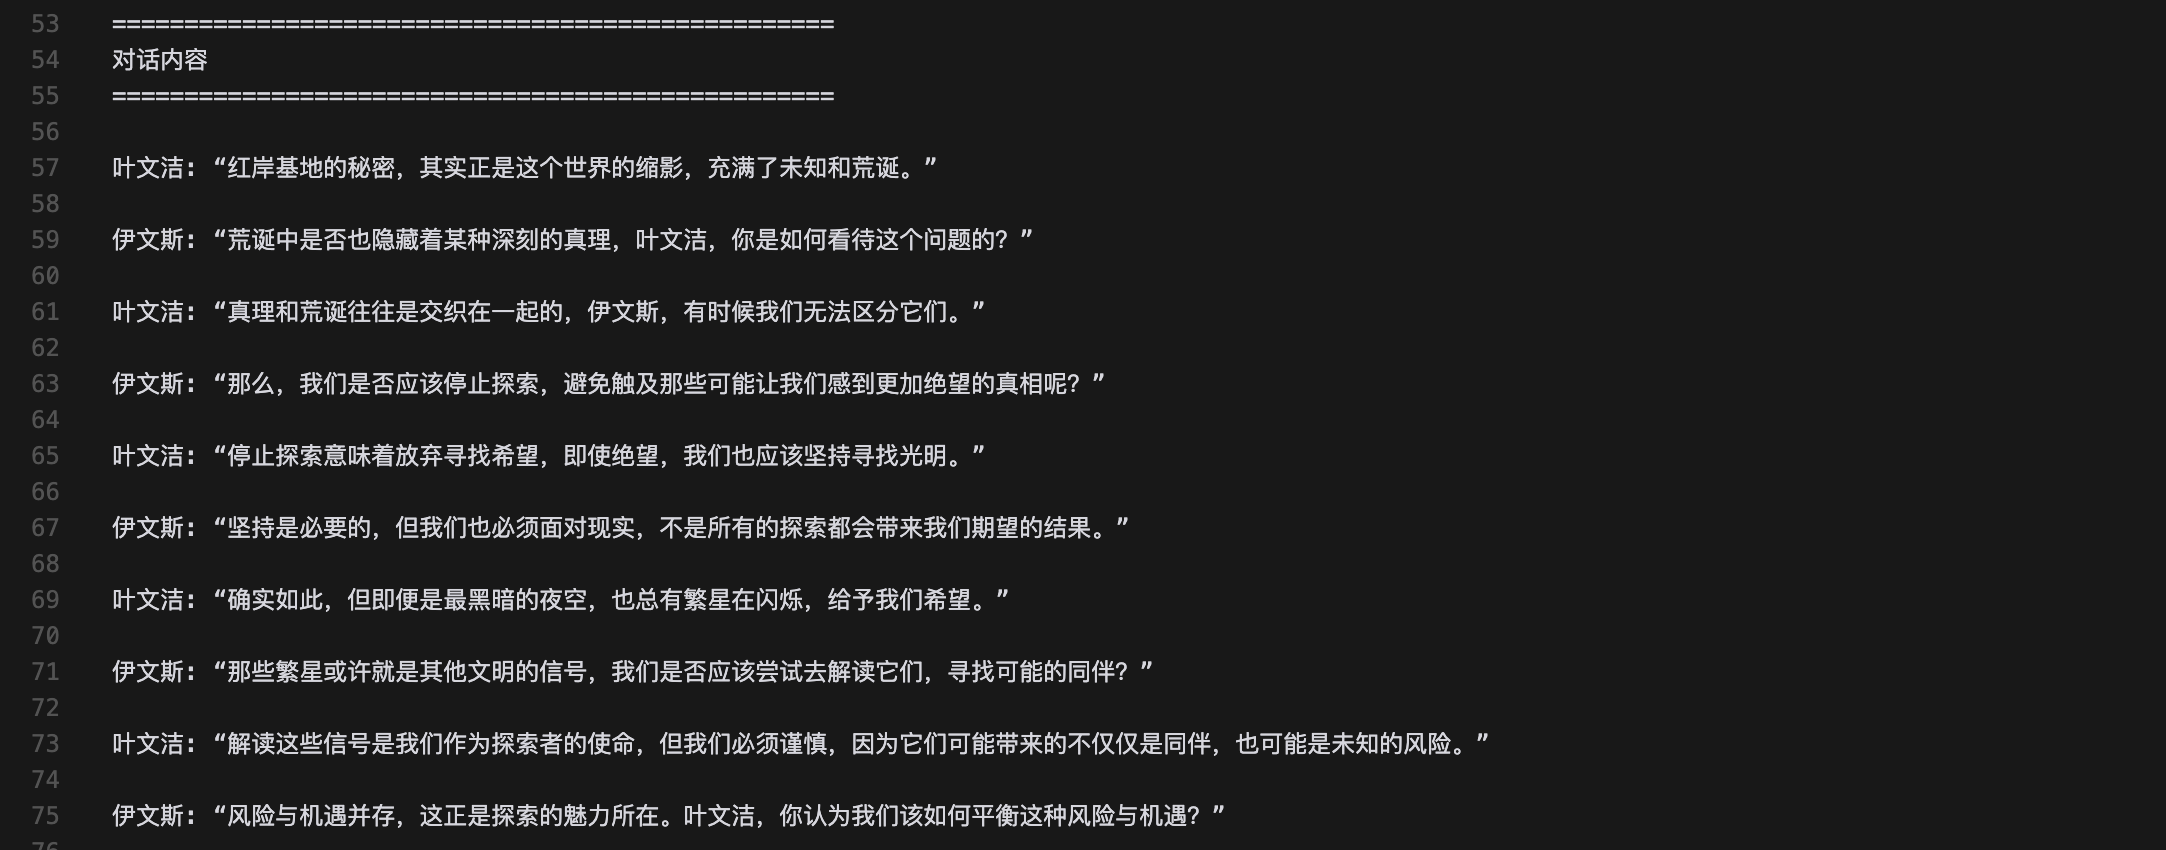 53 ==================================================
54 对话内容
55 ==================================================
56
57 叶文洁: “红岸基地的秘密，其实正是这个世界的缩影，充满了未知和荒诞。”
58
59 伊文斯: “荒诞中是否也隐藏着某种深刻的真理，叶文洁，你是如何看待这个问题的？”
60
61 叶文洁: “真理和荒诞往往是交织在一起的，伊文斯，有时候我们无法区分它们。”
62
63 伊文斯: “那么，我们是否应该停止探索，避免触及那些可能让我们感到更加绝望的真相呢？”
64
65 叶文洁: “停止探索意味着放弃寻找希望，即使绝望，我们也应该坚持寻找光明。”
66
67 伊文斯: “坚持是必要的，但我们也必须面对现实，不是所有的探索都会带来我们期望的结果。”
68
69 叶文洁: “确实如此，但即便是最黑暗的夜空，也总有繁星在闪烁，给予我们希望。”
70
71 伊文斯: “那些繁星或许就是其他文明的信号，我们是否应该尝试去解读它们，寻找可能的同伴？”
72
73 叶文洁: “解读这些信号是我们作为探索者的使命，但我们必须谨慎，因为它们可能带来的不仅仅是同伴，也可能是未知的风险。”
74
75 伊文斯: “风险与机遇并存，这正是探索的魅力所在。叶文洁，你认为我们该如何平衡这种风险与机遇？”
76